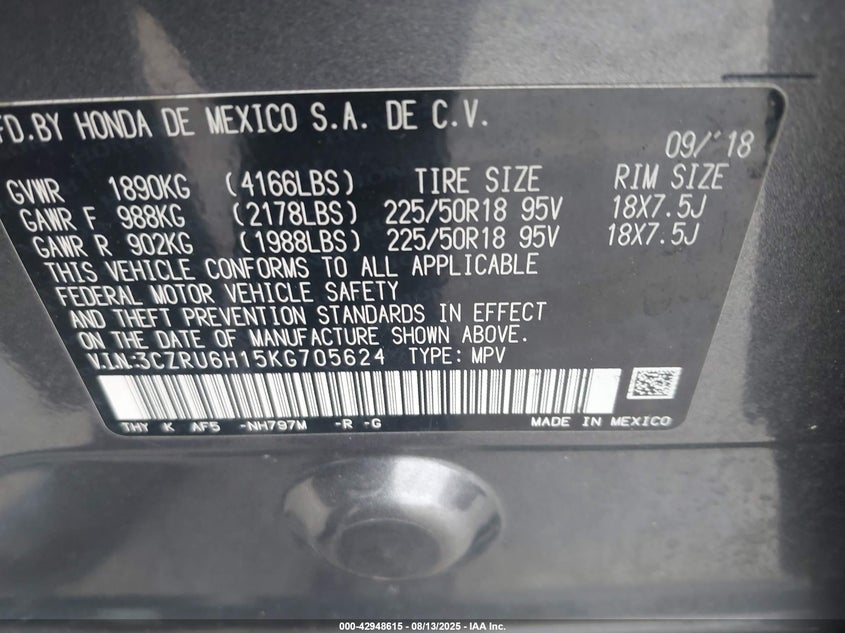 FD.BY HONDA DE MEXICO S.A. DE C.V.
09/'18
GVWR 1890KG (4166LBS) TIRE SIZE RIM SIZE
GAWR F 988KG (2178LBS) 225/50R18 95V 18X7.5J
GAWR R 902KG (1988LBS) 225/50R18 95V 18X7.5J
THIS VEHICLE CONFORMS TO ALL APPLICABLE
FEDERAL MOTOR VEHICLE SAFETY
AND THEFT PREVENTION STANDARDS IN EFFECT
ON THE DATE OF MANUFACTURE SHOWN ABOVE.
V.I.N:3CZRU6H15KG705624 TYPE: MPV
THY K AF5 -NH797M -R -G MADE IN MEXICO
000-42948615 - 08/13/2025 - IAA Inc.